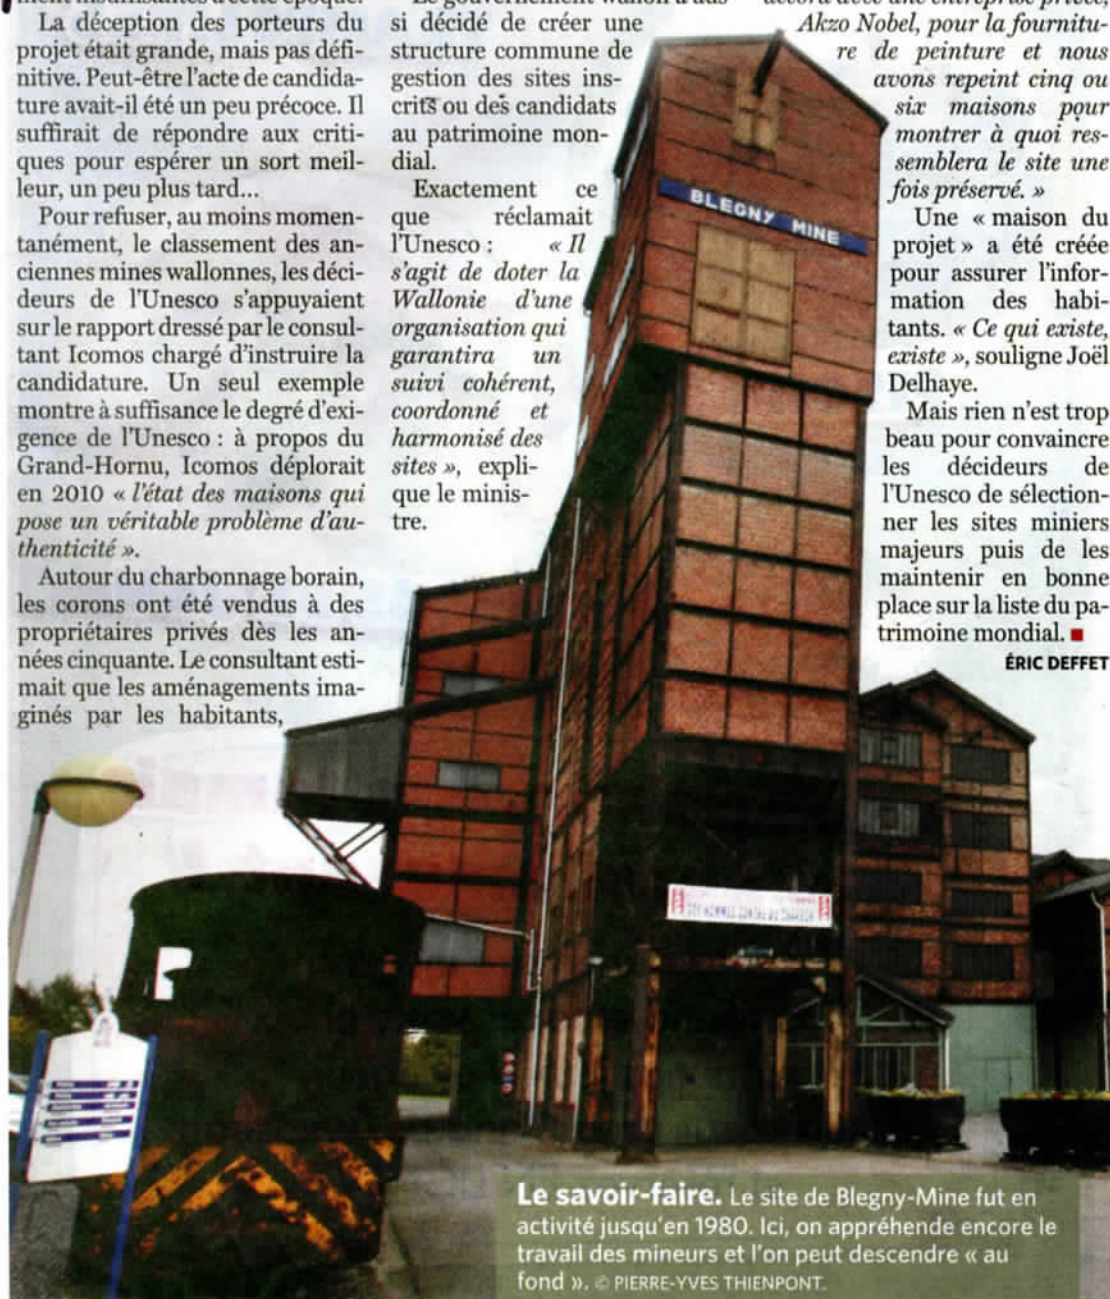 La déception des porteurs du
projet était grande, mais pas défi-
nitive. Peut-être l'acte de candida-
ture avait-il été un peu précoce. Il
suffirait de répondre aux criti-
ques pour espérer un sort meil-
leur, un peu plus tard...
Pour refuser, au moins momen-
tanément, le classement des an-
ciennes mines wallonnes, les déci-
deurs de l'Unesco s'appuyaient
sur le rapport dressé par le consul-
tant Icomos chargé d'instruire la
candidature. Un seul exemple
montre à suffisance le degré d'exi-
gence de l'Unesco : à propos du
Grand-Hornu, Icomos déplorait
en 2010 « l'état des maisons qui
pose un véritable problème d'au-
thenticité ».
Autour du charbonnage borain,
les corons ont été vendus à des
propriétaires privés dès les an-
nées cinquante. Le consultant esti-
mait que les aménagements ima-
ginés par les habitants,
si décidé de créer une
structure commune de
gestion des sites ins-
crits ou des candidats
au patrimoine mon-
dial.
Exactement ce
que réclamait
l'Unesco : « Il
s'agit de doter la
Wallonie d'une
organisation qui
garantira un
suivi cohérent,
coordonné et
harmonisé des
sites », expli-
que le minis-
tre.
Akzo Nobel, pour la fournitu-
re de peinture et nous
avons repeint cinq ou
six maisons pour
montrer à quoi res-
semblera le site une
fois préservé. »
Une « maison du
projet » a été créée
pour assurer l'infor-
mation des habi-
tants. « Ce qui existe,
existe », souligne Joël
Delhaye.
Mais rien n'est trop
beau pour convaincre
les décideurs de
l'Unesco de sélection-
ner les sites miniers
majeurs puis de les
maintenir en bonne
place sur la liste du pa-
trimoine mondial. ■
ÉRIC DEFFET
BLEGNY MINE
Le savoir-faire. Le site de Blegny-Mine fut en
activité jusqu'en 1980. Ici, on appréhende encore le
travail des mineurs et l'on peut descendre « au
fond ». © PIERRE-YVES THIENPONT.